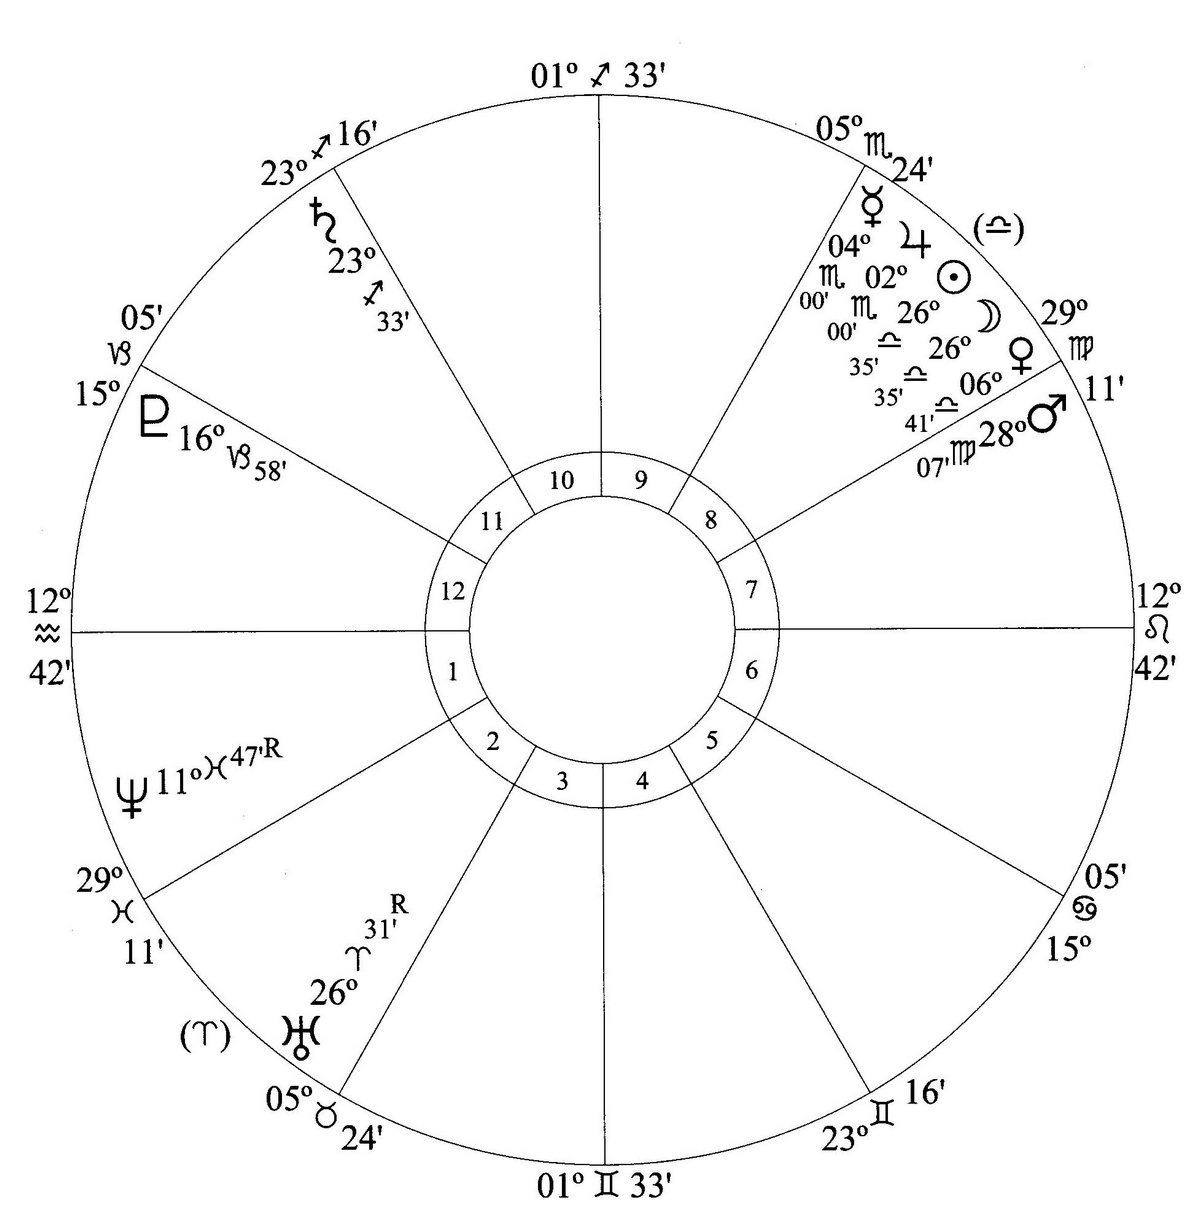 01° ♐ 33'
05° ♏ 24'
(♎)
29° ♍ 11'
12° ♌ 42'
05' ♋ 15°
16' ♊ 23°
01° ♊ 33'
05° ♉ 24'
(♈)
29° ♓ 11'
12° ♒ 42'
05' ♑ 15°
23° ♐ 16'
♄ 23° ♐ 33'
☿ 04° ♏ 00'
♃ 02° ♏ 00'
☉ 26° ♎ 35'
☽ 26° ♎ 35'
♀ 06° ♎ 41'
♂ 28° ♍ 07'
♇ 16° ♑ 58'
♆ 11° ♓ 47' R
♅ 26° ♈ 31' R
1
2
3
4
5
6
7
8
9
10
11
12